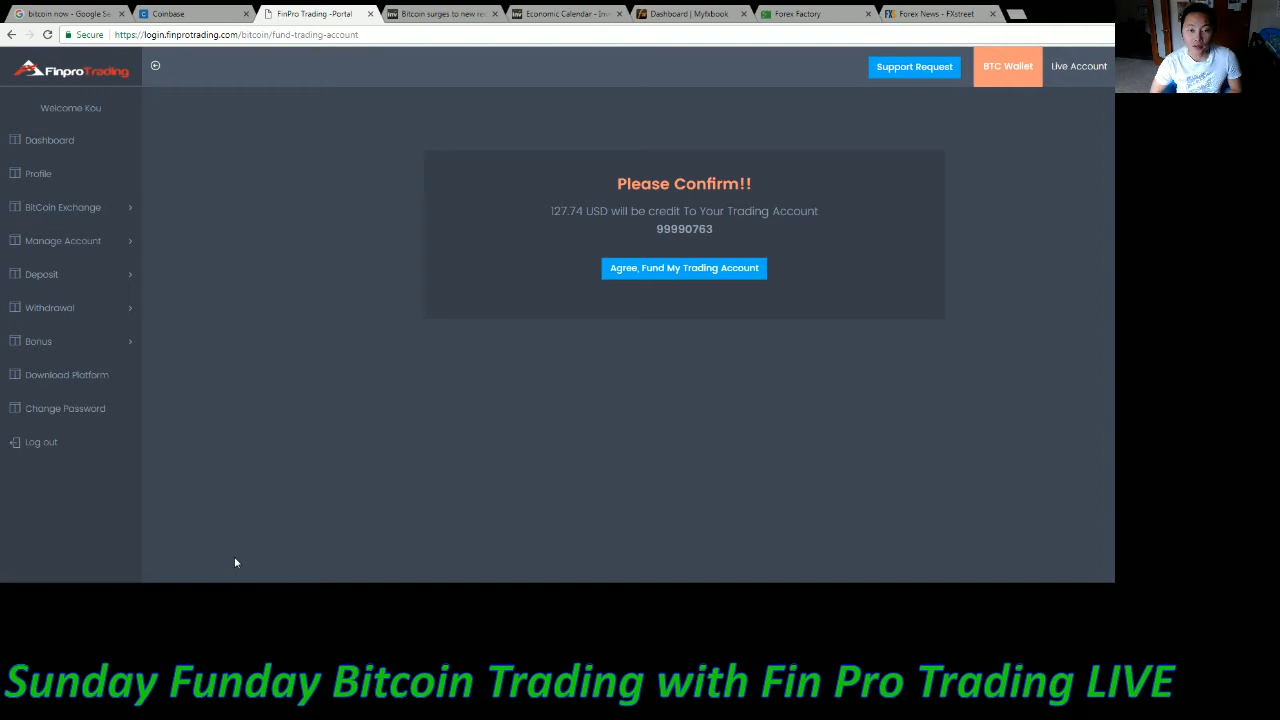 bitcoin now - Google Se
Coinbase
FinPro Trading -Portal
Bitcoin surges to new rec
Economic Calendar - Inv
Dashboard | Myfxbook
Forex Factory
Forex News - FXstreet
Secure
https://login.finprotrading.com/bitcoin/fund-trading-account
FinproTrading
Support Request
BTC Wallet
Live Account
Welcome Kou
Dashboard
Profile
BitCoin Exchange
Manage Account
Deposit
Withdrawal
Bonus
Download Platform
Change Password
Log out
Please Confirm!!
127.74 USD will be credit To Your Trading Account
99990763
Agree, Fund My Trading Account
Sunday Funday Bitcoin Trading with Fin Pro Trading LIVE